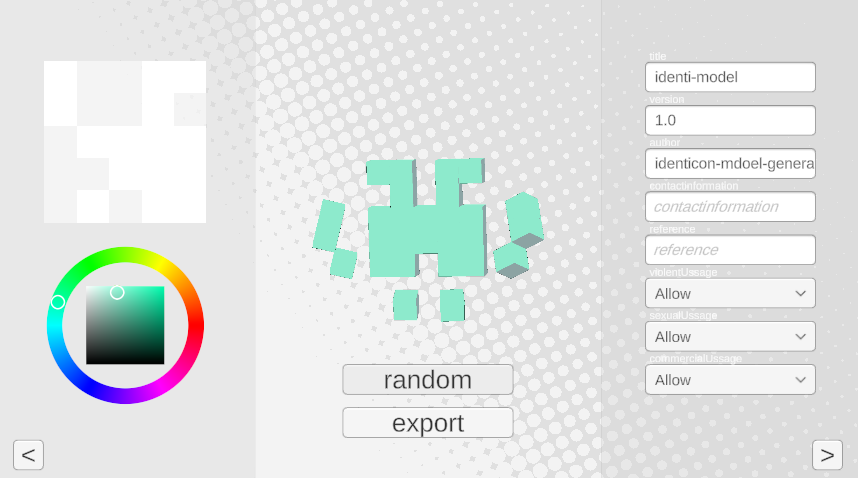 title
identi-model
version
1.0
author
identicon-mdoel-genera
contactinformation
contactinformation
reference
reference
violentUssage
Allow
sexualUssage
Allow
commercialUssage
Allow
random
export
<
>